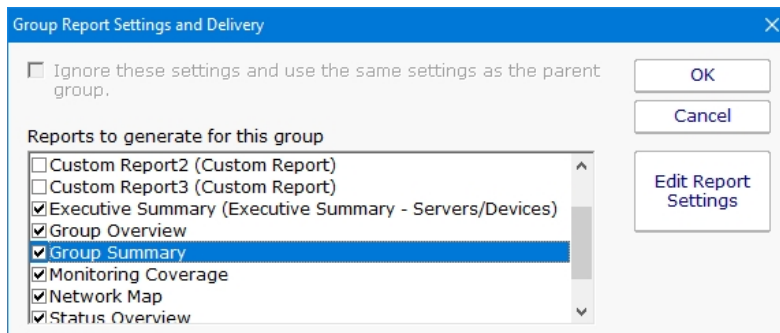 Group Report Settings and Delivery
Ignore these settings and use the same settings as the parent
group.
OK
Cancel
Reports to generate for this group
Edit Report
Settings
Custom Report2 (Custom Report)
Custom Report3 (Custom Report)
Executive Summary (Executive Summary - Servers/Devices)
Group Overview
Group Summary
Monitoring Coverage
Network Map
Status Overview